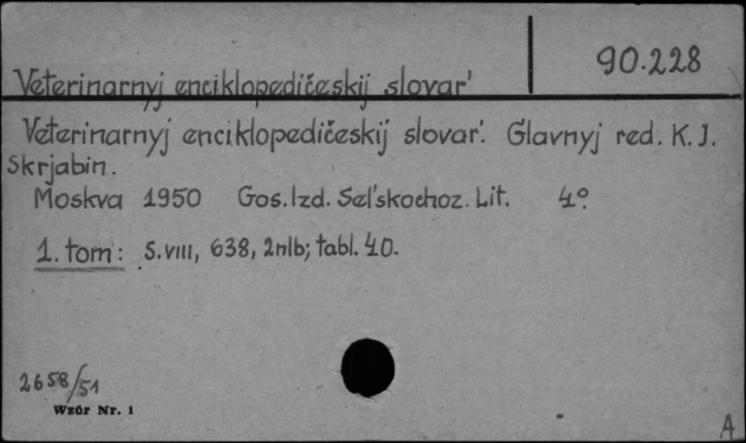 90.228
Veterinarnyj enciklopedičeskij slovar'
Veterinarnyj enciklopedičeskij slovar'. Glavnyj red. K. J.
Skrjabin.
Moskva 1950 Gos. Izd. Sel'skochoz. Lit. 4°
1. tom: S. VIII, 638, 2nlb; tabl. 40.
2658/51
Wzór Nr. 1
A